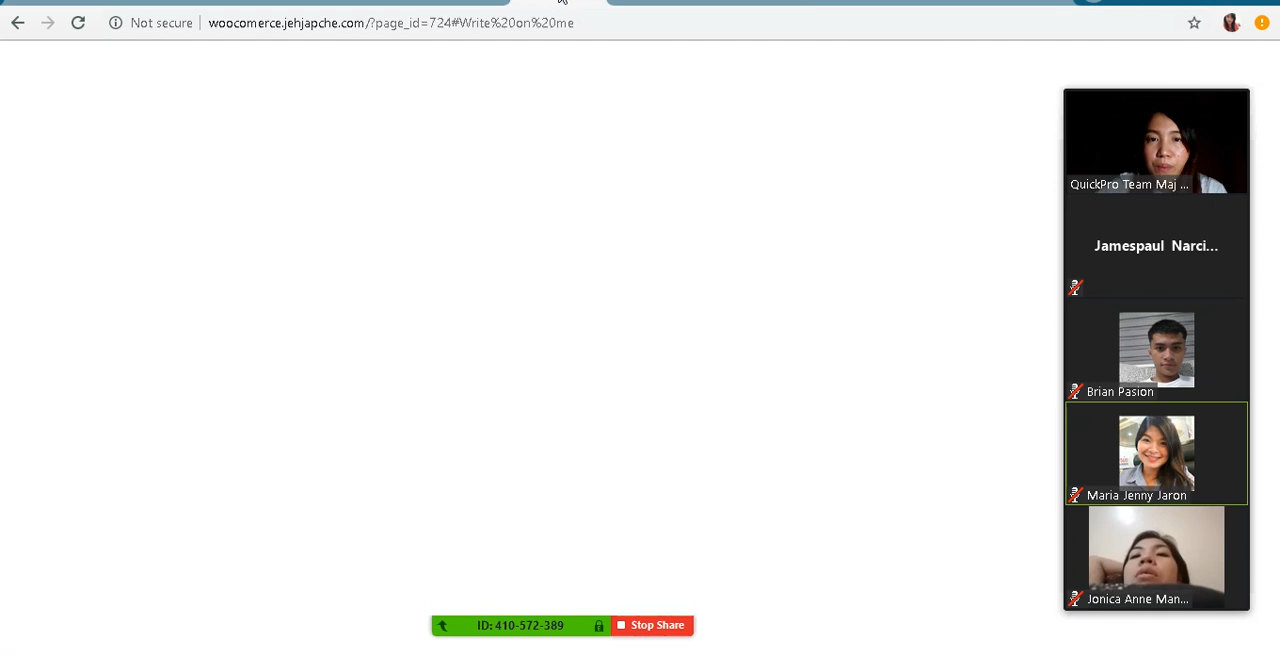 Not secure
woocomerce.jehjapche.com/?page_id=724#Write%20on%20me
QuickPro Team Maj ...
Jamespaul Narci...
Brian Pasion
Maria Jenny Jaron
Jonica Anne Man...
ID: 410-572-389
Stop Share